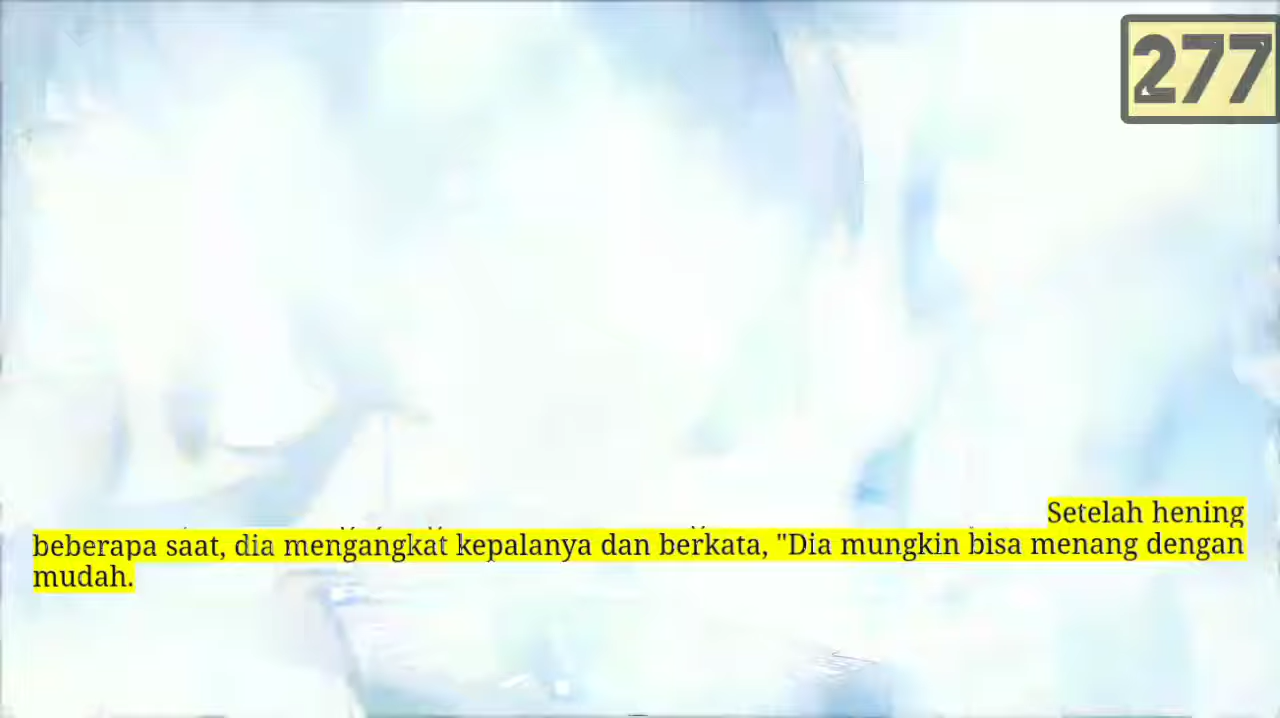 277
Setelah hening
beberapa saat, dia mengangkat kepalanya dan berkata, "Dia mungkin bisa menang dengan
mudah.